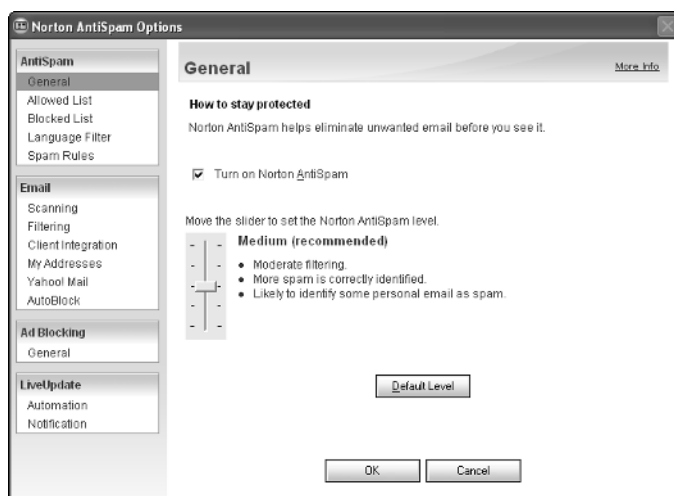 Norton AntiSpam Options
AntiSpam
General
Allowed List
Blocked List
Language Filter
Spam Rules
Email
Scanning
Filtering
Client Integration
My Addresses
Yahoo! Mail
AutoBlock
Ad Blocking
General
LiveUpdate
Automation
Notification
General
More Info
How to stay protected
Norton AntiSpam helps eliminate unwanted email before you see it.
Turn on Norton AntiSpam
Move the slider to set the Norton AntiSpam level.
Medium (recommended)
Moderate filtering.
More spam is correctly identified.
Likely to identify some personal email as spam.
Default Level
OK
Cancel